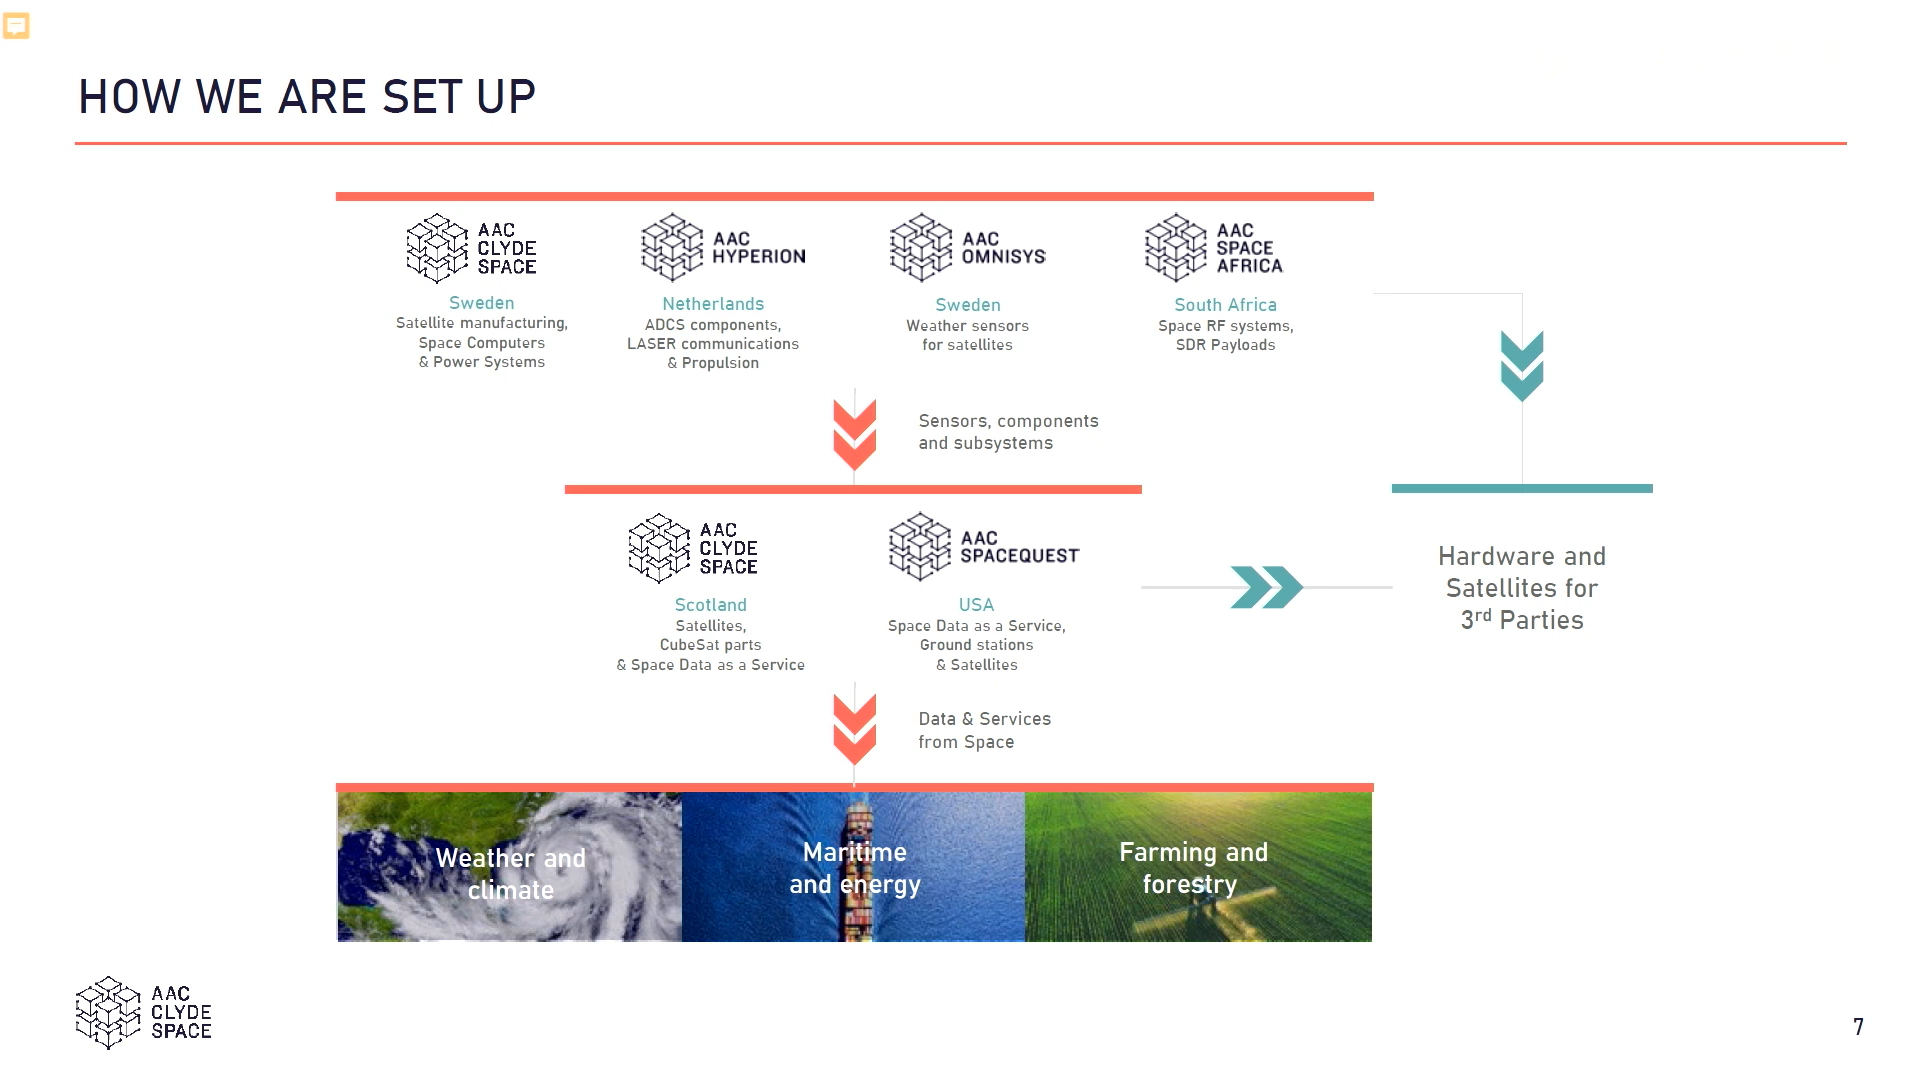 HOW WE ARE SET UP
AAC
CLYDE
SPACE
Sweden
Satellite manufacturing,
Space Computers
& Power Systems
AAC
HYPERION
Netherlands
ADCS components,
LASER communications
& Propulsion
AAC
OMNISYS
Sweden
Weather sensors
for satellites
AAC
SPACE
AFRICA
South Africa
Space RF systems,
SDR Payloads
Sensors, components
and subsystems
AAC
CLYDE
SPACE
Scotland
Satellites,
CubeSat parts
& Space Data as a Service
AAC
SPACEQUEST
USA
Space Data as a Service,
Ground stations
& Satellites
Hardware and
Satellites for
3rd Parties
Data & Services
from Space
Weather and
climate
Maritime
and energy
Farming and
forestry
AAC
CLYDE
SPACE
7